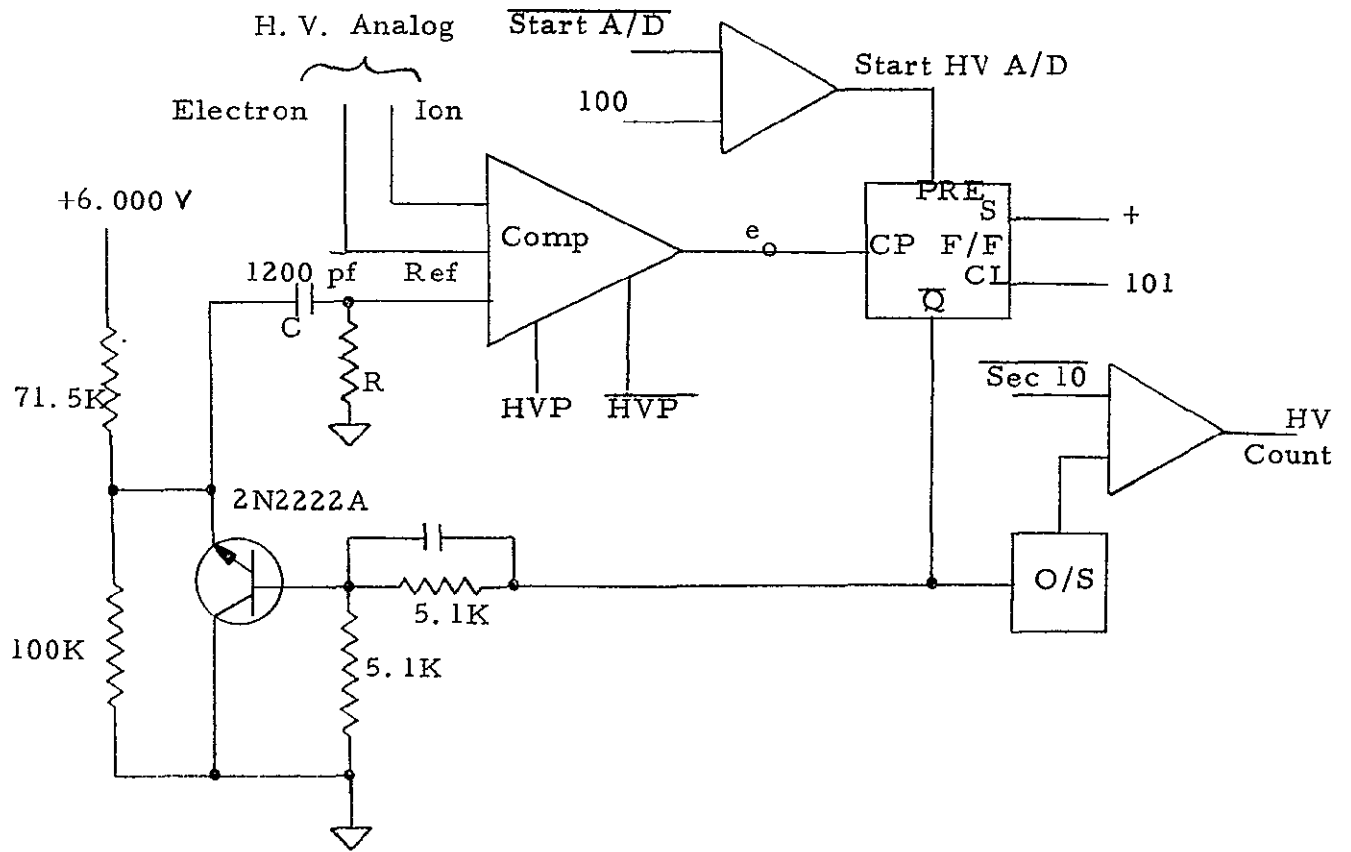 H. V. Analog
Start A/D
Start HV A/D
100
Electron Ion
+6.000 V
PRE
S +
Comp
e o
CP F/F
CL 101
Q
1200 pf Ref
C
R
71.5K
HVP HVP
Sec 10
HV
Count
2N2222A
O/S
5.1K
100K
5.1K